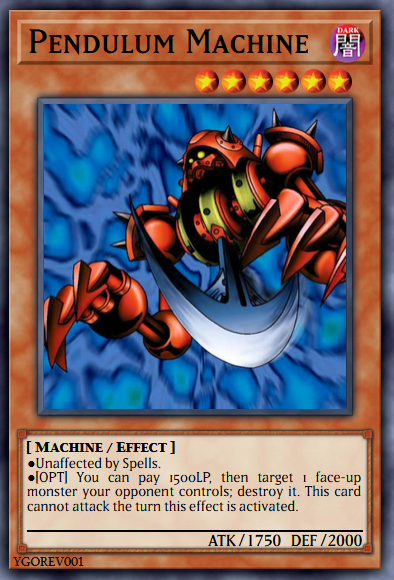 Pendulum Machine
DARK
闇
[ Machine / Effect ]
●Unaffected by Spells.
●[OPT] You can pay 1500LP, then target 1 face-up
monster your opponent controls; destroy it. This card
cannot attack the turn this effect is activated.
ATK/1750 DEF/2000
YGOREV001